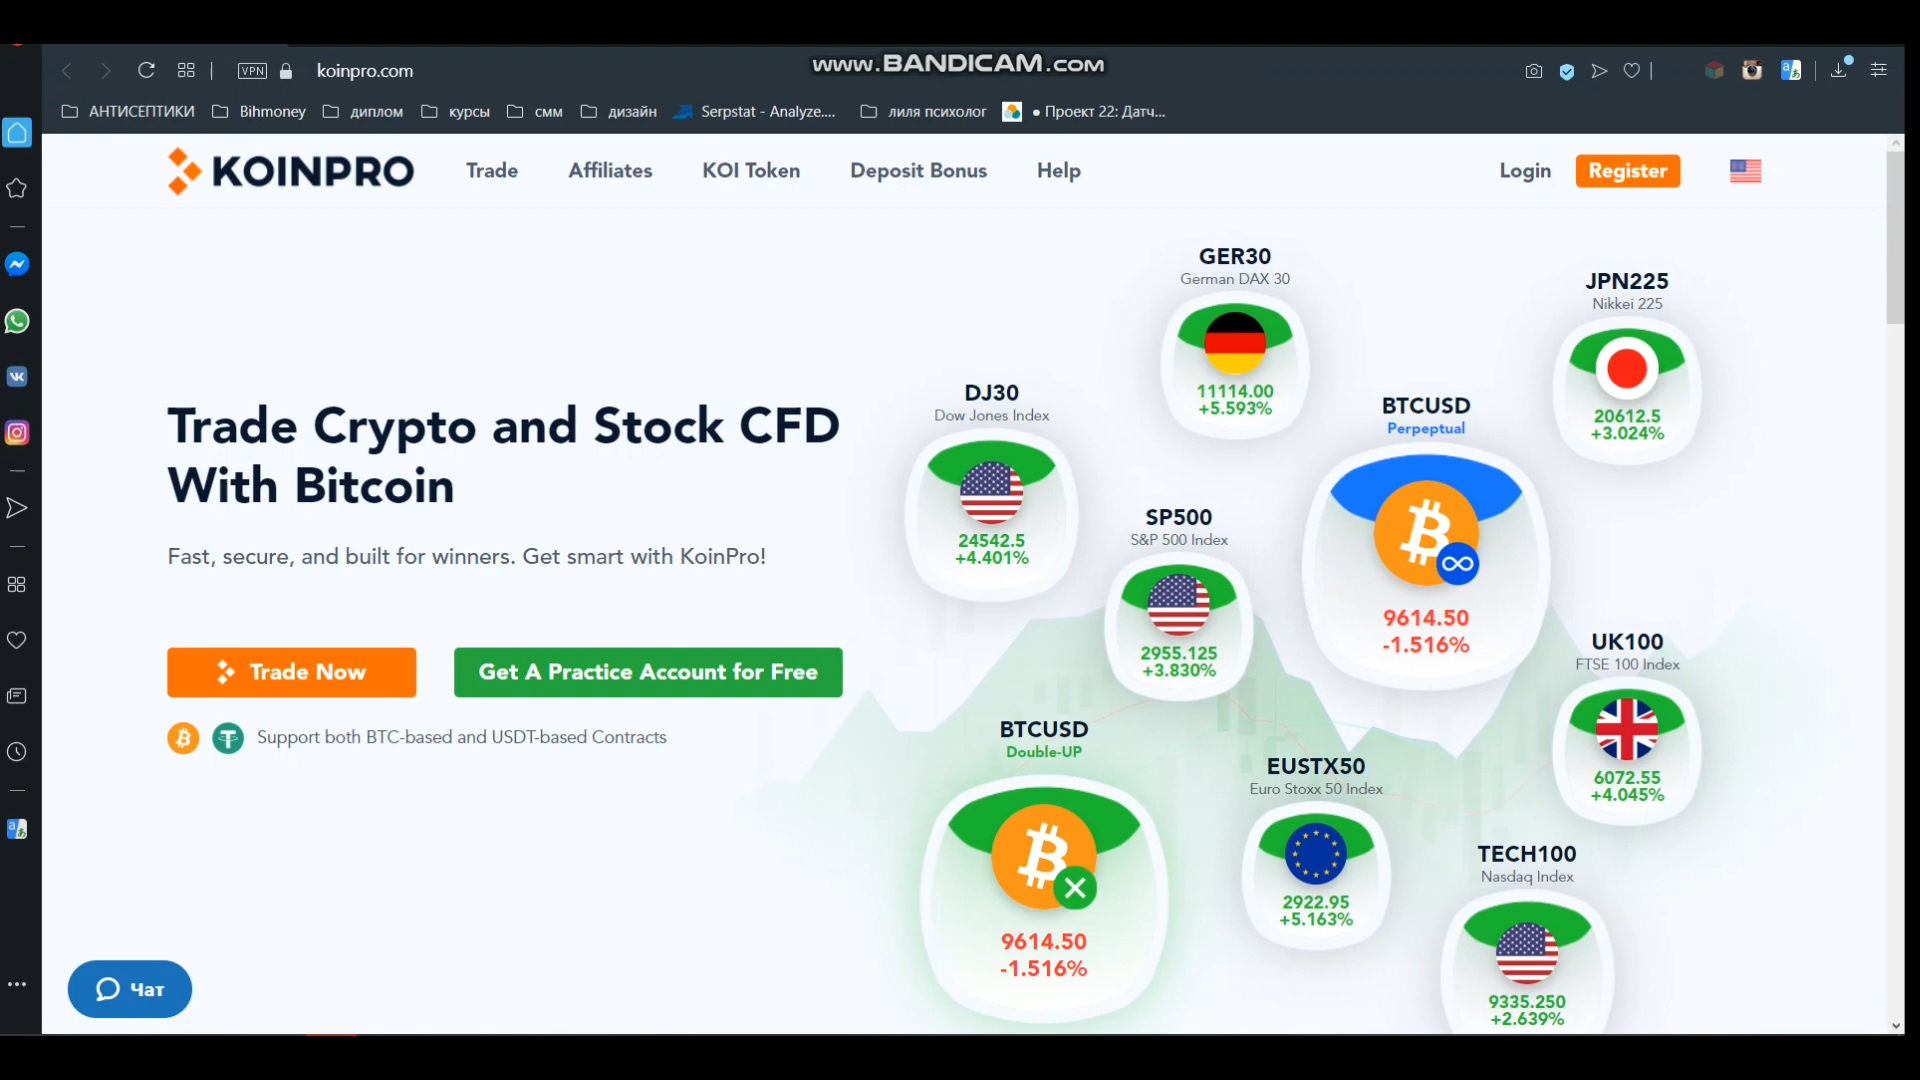 VPN
koinpro.com
www.BANDICAM.com
АНТИСЕПТИКИ
Bihmoney
диплом
курсы
смм
дизайн
Serpstat - Analyze....
лиля психолог
● Проект 22: Датч...
KOINPRO
Trade
Affiliates
KOI Token
Deposit Bonus
Help
Login
Register
Trade Crypto and Stock CFD
With Bitcoin
Fast, secure, and built for winners. Get smart with KoinPro!
Trade Now
Get A Practice Account for Free
Support both BTC-based and USDT-based Contracts
GER30
German DAX 30
11114.00
+5.593%
JPN225
Nikkei 225
20612.5
+3.024%
DJ30
Dow Jones Index
24542.5
+4.401%
BTCUSD
Perpeptual
9614.50
-1.516%
SP500
S&P 500 Index
2955.125
+3.830%
UK100
FTSE 100 Index
6072.55
+4.045%
BTCUSD
Double-UP
9614.50
-1.516%
EUSTX50
Euro Stoxx 50 Index
2922.95
+5.163%
TECH100
Nasdaq Index
9335.250
+2.639%
Чат